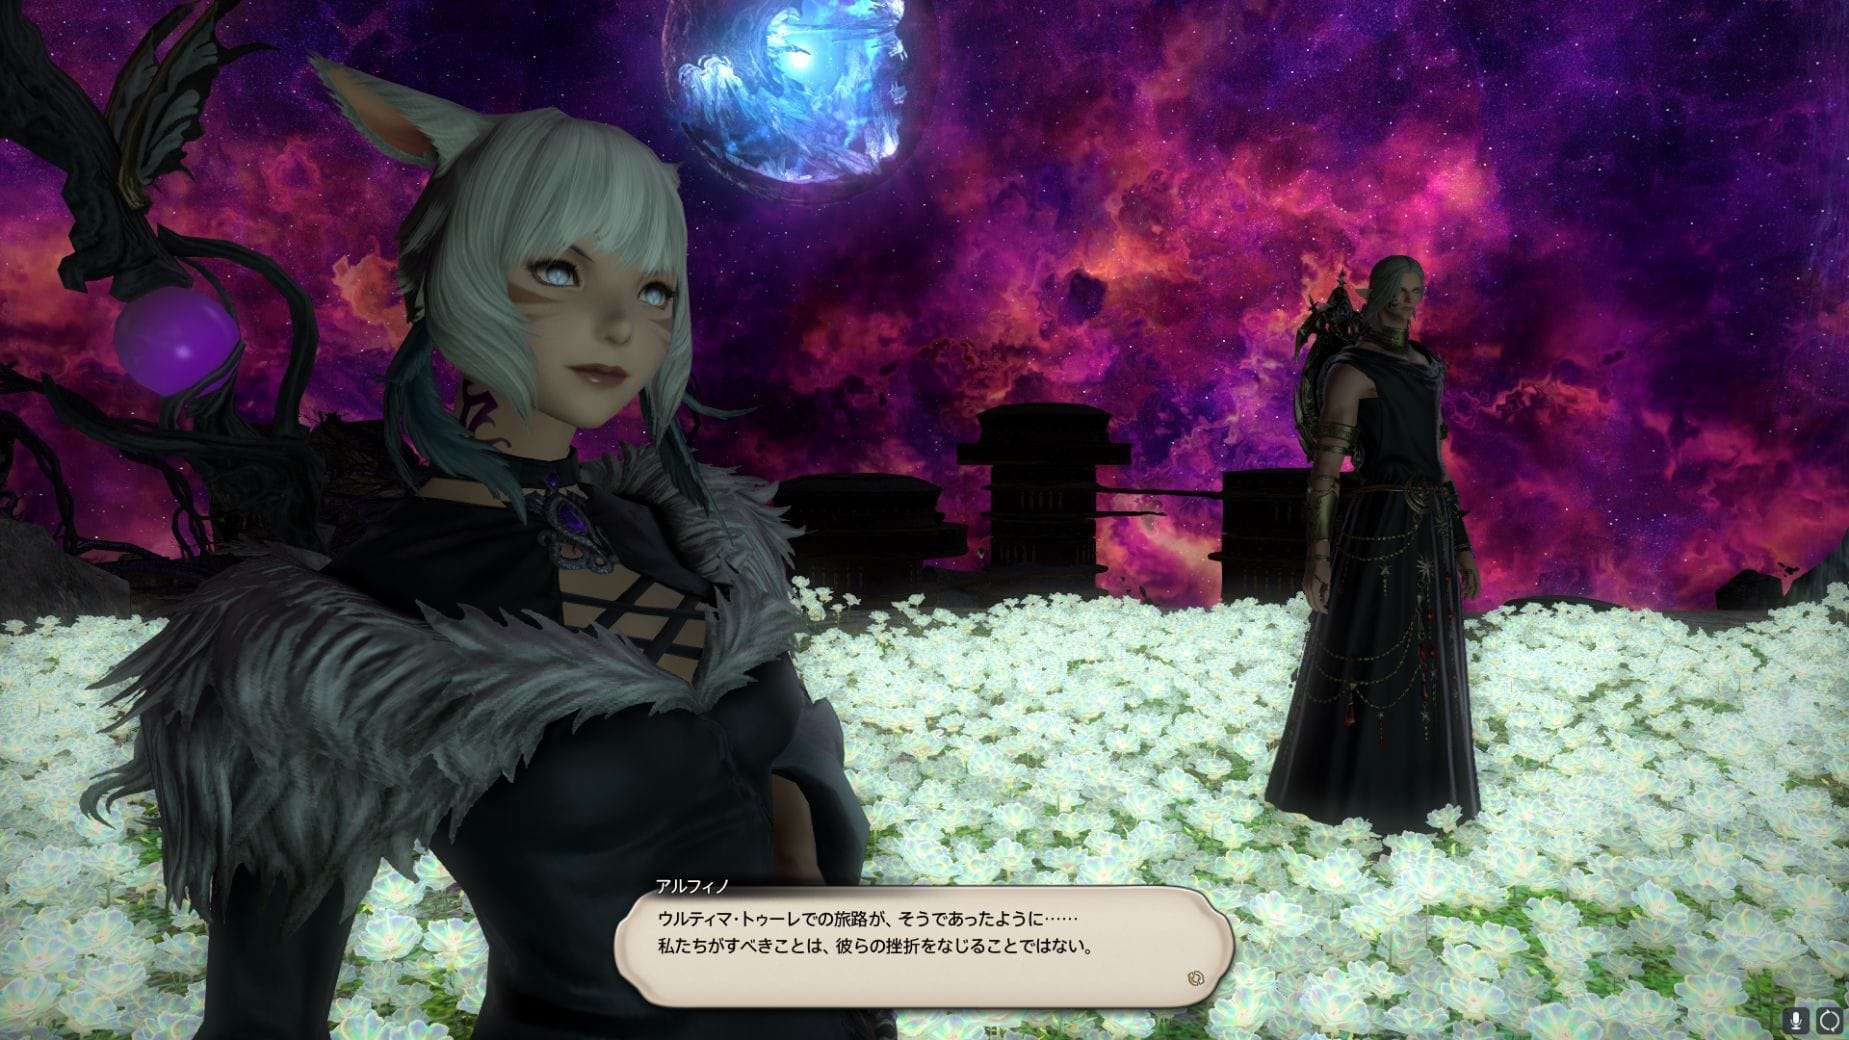 アルフィノ
ウルティマ・トゥーレでの旅路が、そうであったように……
私たちがすべきことは、彼らの挫折をなじることではない。